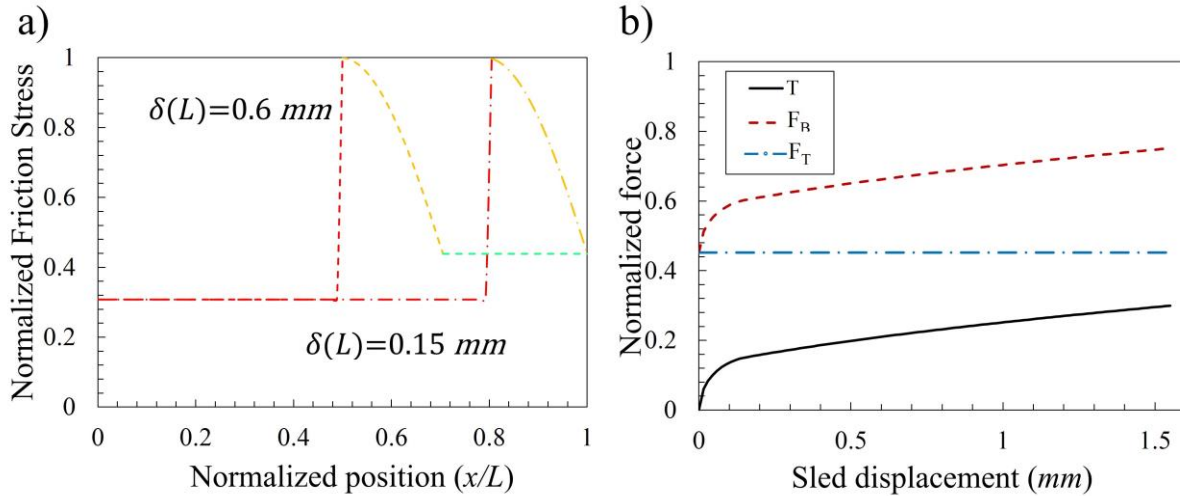 a)
Normalized Friction Stress
1
0.8
0.6
0.4
0.2
0
δ(L)=0.6 mm
δ(L)=0.15 mm
0 0.2 0.4 0.6 0.8 1
Normalized position (x/L)
b)
Normalized force
1
0.8
0.6
0.4
0.2
0
T
F_B
F_T
0 0.5 1 1.5
Sled displacement (mm)